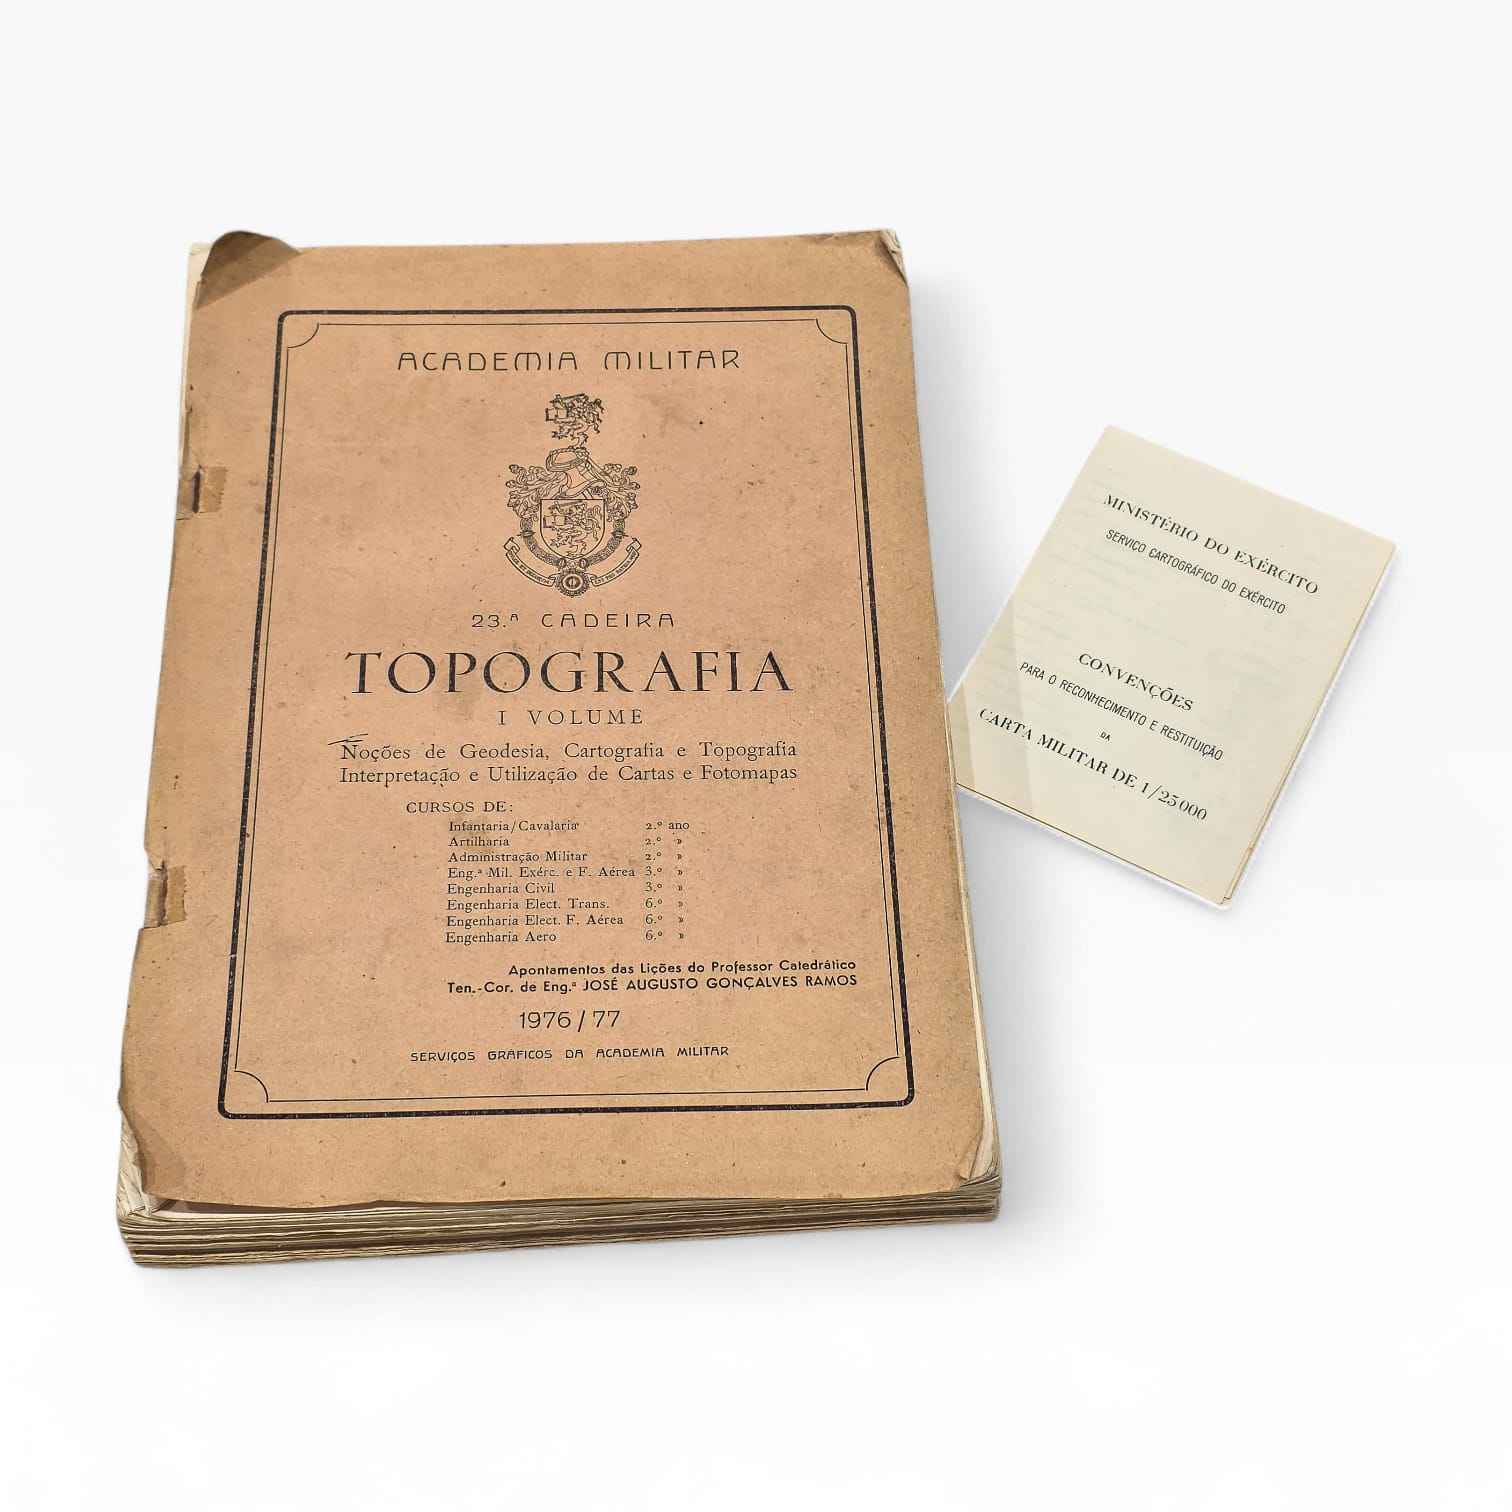 ACADEMIA MILITAR
23.ª CADEIRA
TOPOGRAFIA
I VOLUME
Noções de Geodesia, Cartografia e Topografia
Interpretação e Utilização de Cartas e Fotomapas
CURSOS DE:
Infantaria/Cavalaria 2.º ano
Artilharia 2.º »
Administração Militar 2.º »
Eng.ª Mil. Exérc. e F. Aérea 3.º »
Engenharia Civil 3.º »
Engenharia Elect. Trans. 6.º »
Engenharia Elect. F. Aérea 6.º »
Engenharia Aero 6.º »
Apontamentos das Lições do Professor Catedrático
Ten.-Cor. de Eng.ª JOSÉ AUGUSTO GONÇALVES RAMOS
1976/77
SERVIÇOS GRÁFICOS DA ACADEMIA MILITAR
MINISTÉRIO DO EXÉRCITO
SERVIÇO CARTOGRÁFICO DO EXÉRCITO
CONVENÇÕES
PARA O RECONHECIMENTO E RESTITUIÇÃO
DA
CARTA MILITAR DE 1/25000